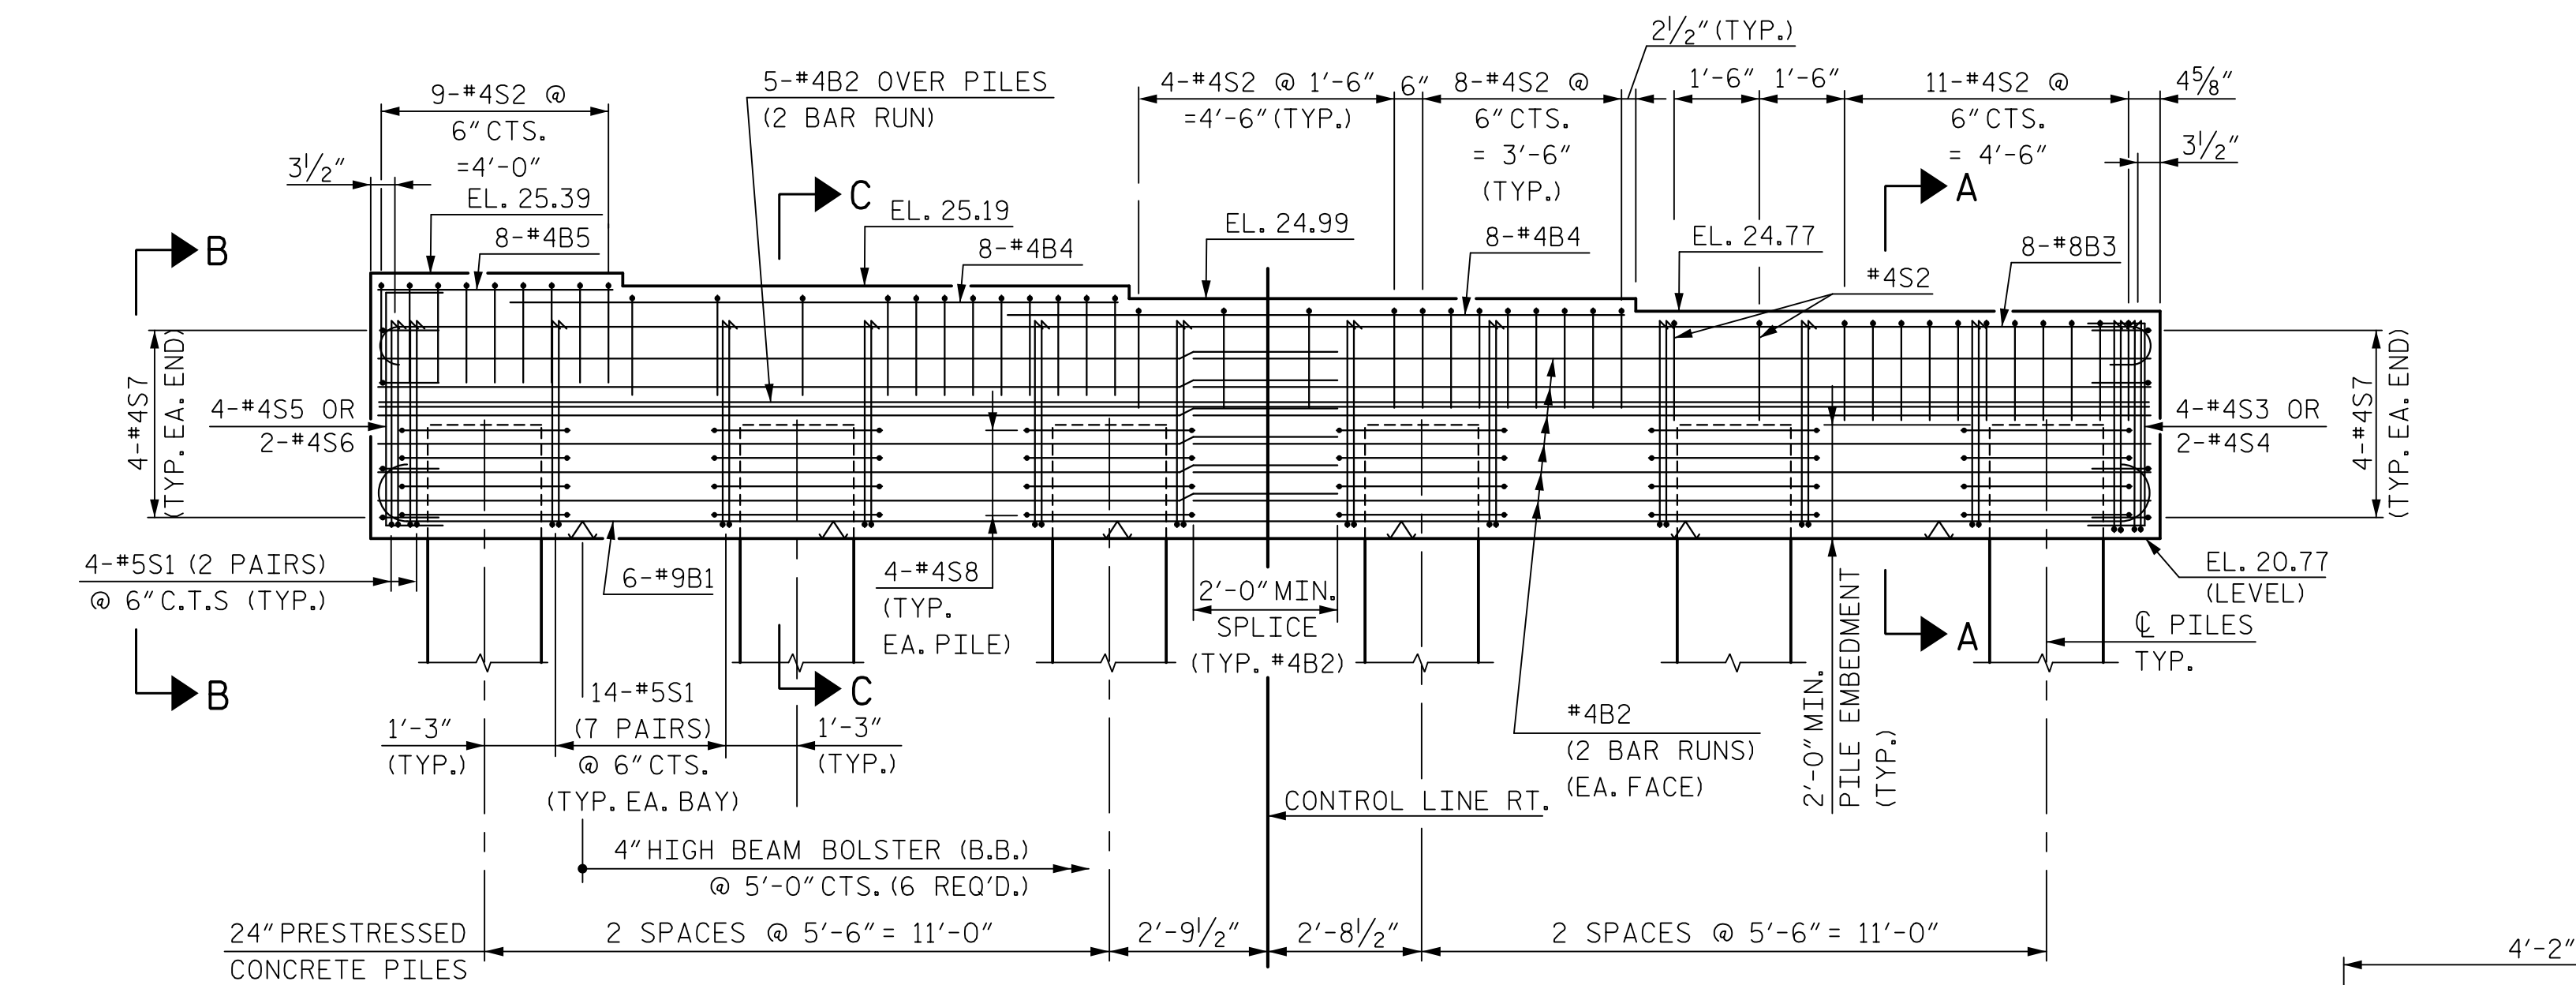 2½" (TYP.)
9-#4S2 @
6" CTS.
=4'-0"
5-#4B2 OVER PILES
(2 BAR RUN)
4-#4S2 @ 1'-6"
=4'-6" (TYP.)
6"
8-#4S2 @
6" CTS.
= 3'-6"
(TYP.)
1'-6"
1'-6"
11-#4S2 @
6" CTS.
= 4'-6"
4⅝"
3½"
3½"
EL. 25.39
8-#4B5
C
EL. 25.19
8-#4B4
EL. 24.99
8-#4B4
EL. 24.77
#4S2
A
8-#8B3
B
4-#4S7
(TYP. EA. END)
4-#4S5 OR
2-#4S6
4-#4S3 OR
2-#4S4
4-#4S7
(TYP. EA. END)
4-#5S1 (2 PAIRS)
@ 6" C.T.S (TYP.)
6-#9B1
4-#4S8
(TYP.
EA. PILE)
2'-0" MIN.
SPLICE
(TYP. #4B2)
EL. 20.77
(LEVEL)
℄ PILES
TYP.
A
B
C
14-#5S1
(7 PAIRS)
@ 6" CTS.
(TYP. EA. BAY)
1'-3"
(TYP.)
1'-3"
(TYP.)
#4B2
(2 BAR RUNS)
(EA. FACE)
2'-0" MIN.
PILE EMBEDMENT
(TYP.)
CONTROL LINE RT.
4" HIGH BEAM BOLSTER (B.B.)
@ 5'-0" CTS. (6 REQ'D.)
24" PRESTRESSED
CONCRETE PILES
2 SPACES @ 5'-6" = 11'-0"
2'-9½"
2'-8½"
2 SPACES @ 5'-6" = 11'-0"
4'-2"